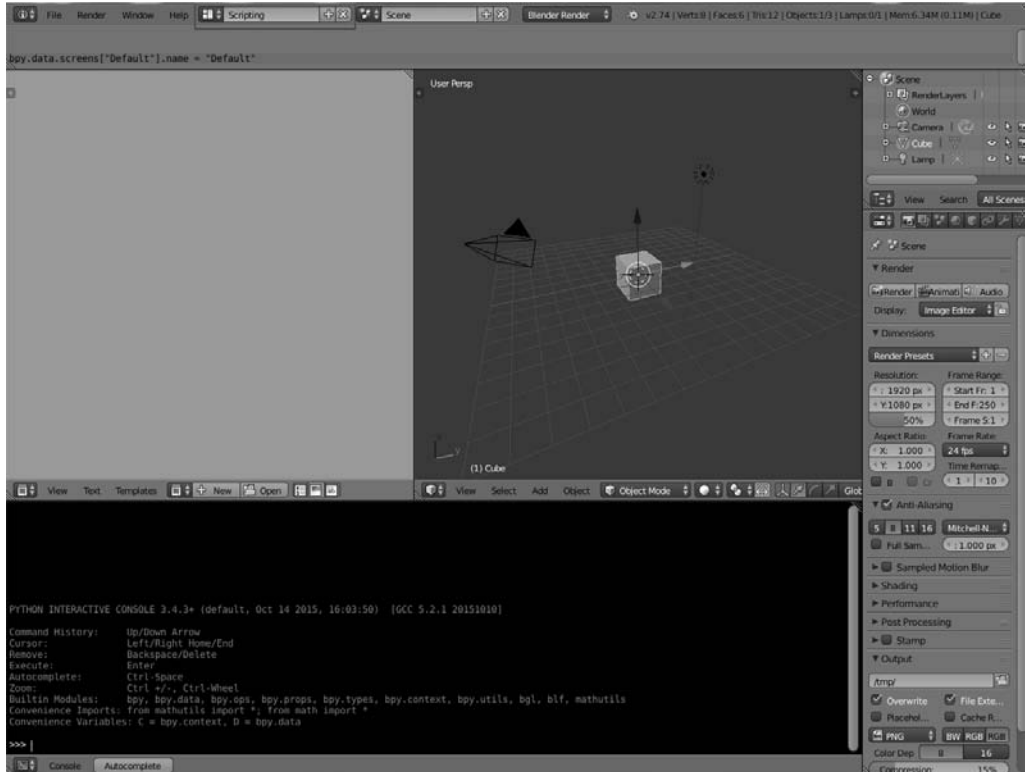 File Render Window Help Scripting Scene Blender Render v2.74 | Verts:8 | Faces:6 | Tris:12 | Objects:1/3 | Lamps:0/1 | Mem:6.34M (0.11M) | Cube
bpy.data.screens["Default"].name = "Default"
User Persp
(1) Cube
Scene
RenderLayers
World
Camera
Cube
Lamp
View Search All Scenes
Scene
Render
Render Animati Audio
Display: Image Editor
Dimensions
Render Presets
Resolution: Frame Range:
: 1920 px Start Fr: 1
Y:1080 px End F:250
50% Frame S:1
Aspect Ratio: Frame Rate:
X: 1.000 24 fps
Y: 1.000 Time Remap...
B Cr 1 10
Anti-Aliasing
5 8 11 16 Mitchell-N...
Full Sam... : 1.000 px
Sampled Motion Blur
Shading
Performance
Post Processing
Stamp
Output
/tmp/
Overwrite File Exte...
Placehol... Cache R...
PNG BW RGB RGB
Color Dep 8 16
Compression: 15%
View Text Templates New Open
View Select Add Object Object Mode Glob
PYTHON INTERACTIVE CONSOLE 3.4.3+ (default, Oct 14 2015, 16:03:50) [GCC 5.2.1 20151010]
Command History: Up/Down Arrow
Cursor: Left/Right Home/End
Remove: Backspace/Delete
Execute: Enter
Autocomplete: Ctrl-Space
Zoom: Ctrl +/-, Ctrl-Wheel
Builtin Modules: bpy, bpy.data, bpy.ops, bpy.props, bpy.types, bpy.context, bpy.utils, bgl, blf, mathutils
Convenience Imports: from mathutils import *; from math import *
Convenience Variables: C = bpy.context, D = bpy.data
>>>
Console Autocomplete